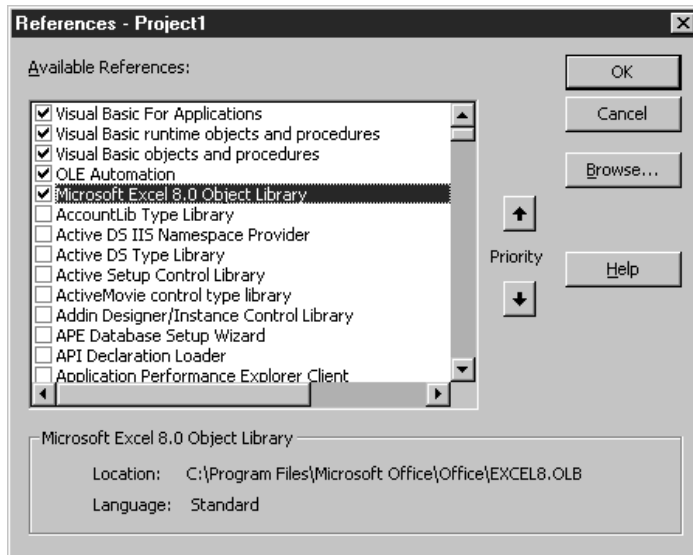 References - Project1
Available References:
Visual Basic For Applications
Visual Basic runtime objects and procedures
Visual Basic objects and procedures
OLE Automation
Microsoft Excel 8.0 Object Library
AccountLib Type Library
Active DS IIS Namespace Provider
Active DS Type Library
Active Setup Control Library
ActiveMovie control type library
Addin Designer/Instance Control Library
APE Database Setup Wizard
API Declaration Loader
Application Performance Explorer Client
Priority
OK
Cancel
Browse...
Help
Microsoft Excel 8.0 Object Library
Location: C:\Program Files\Microsoft Office\Office\EXCEL8.OLB
Language: Standard